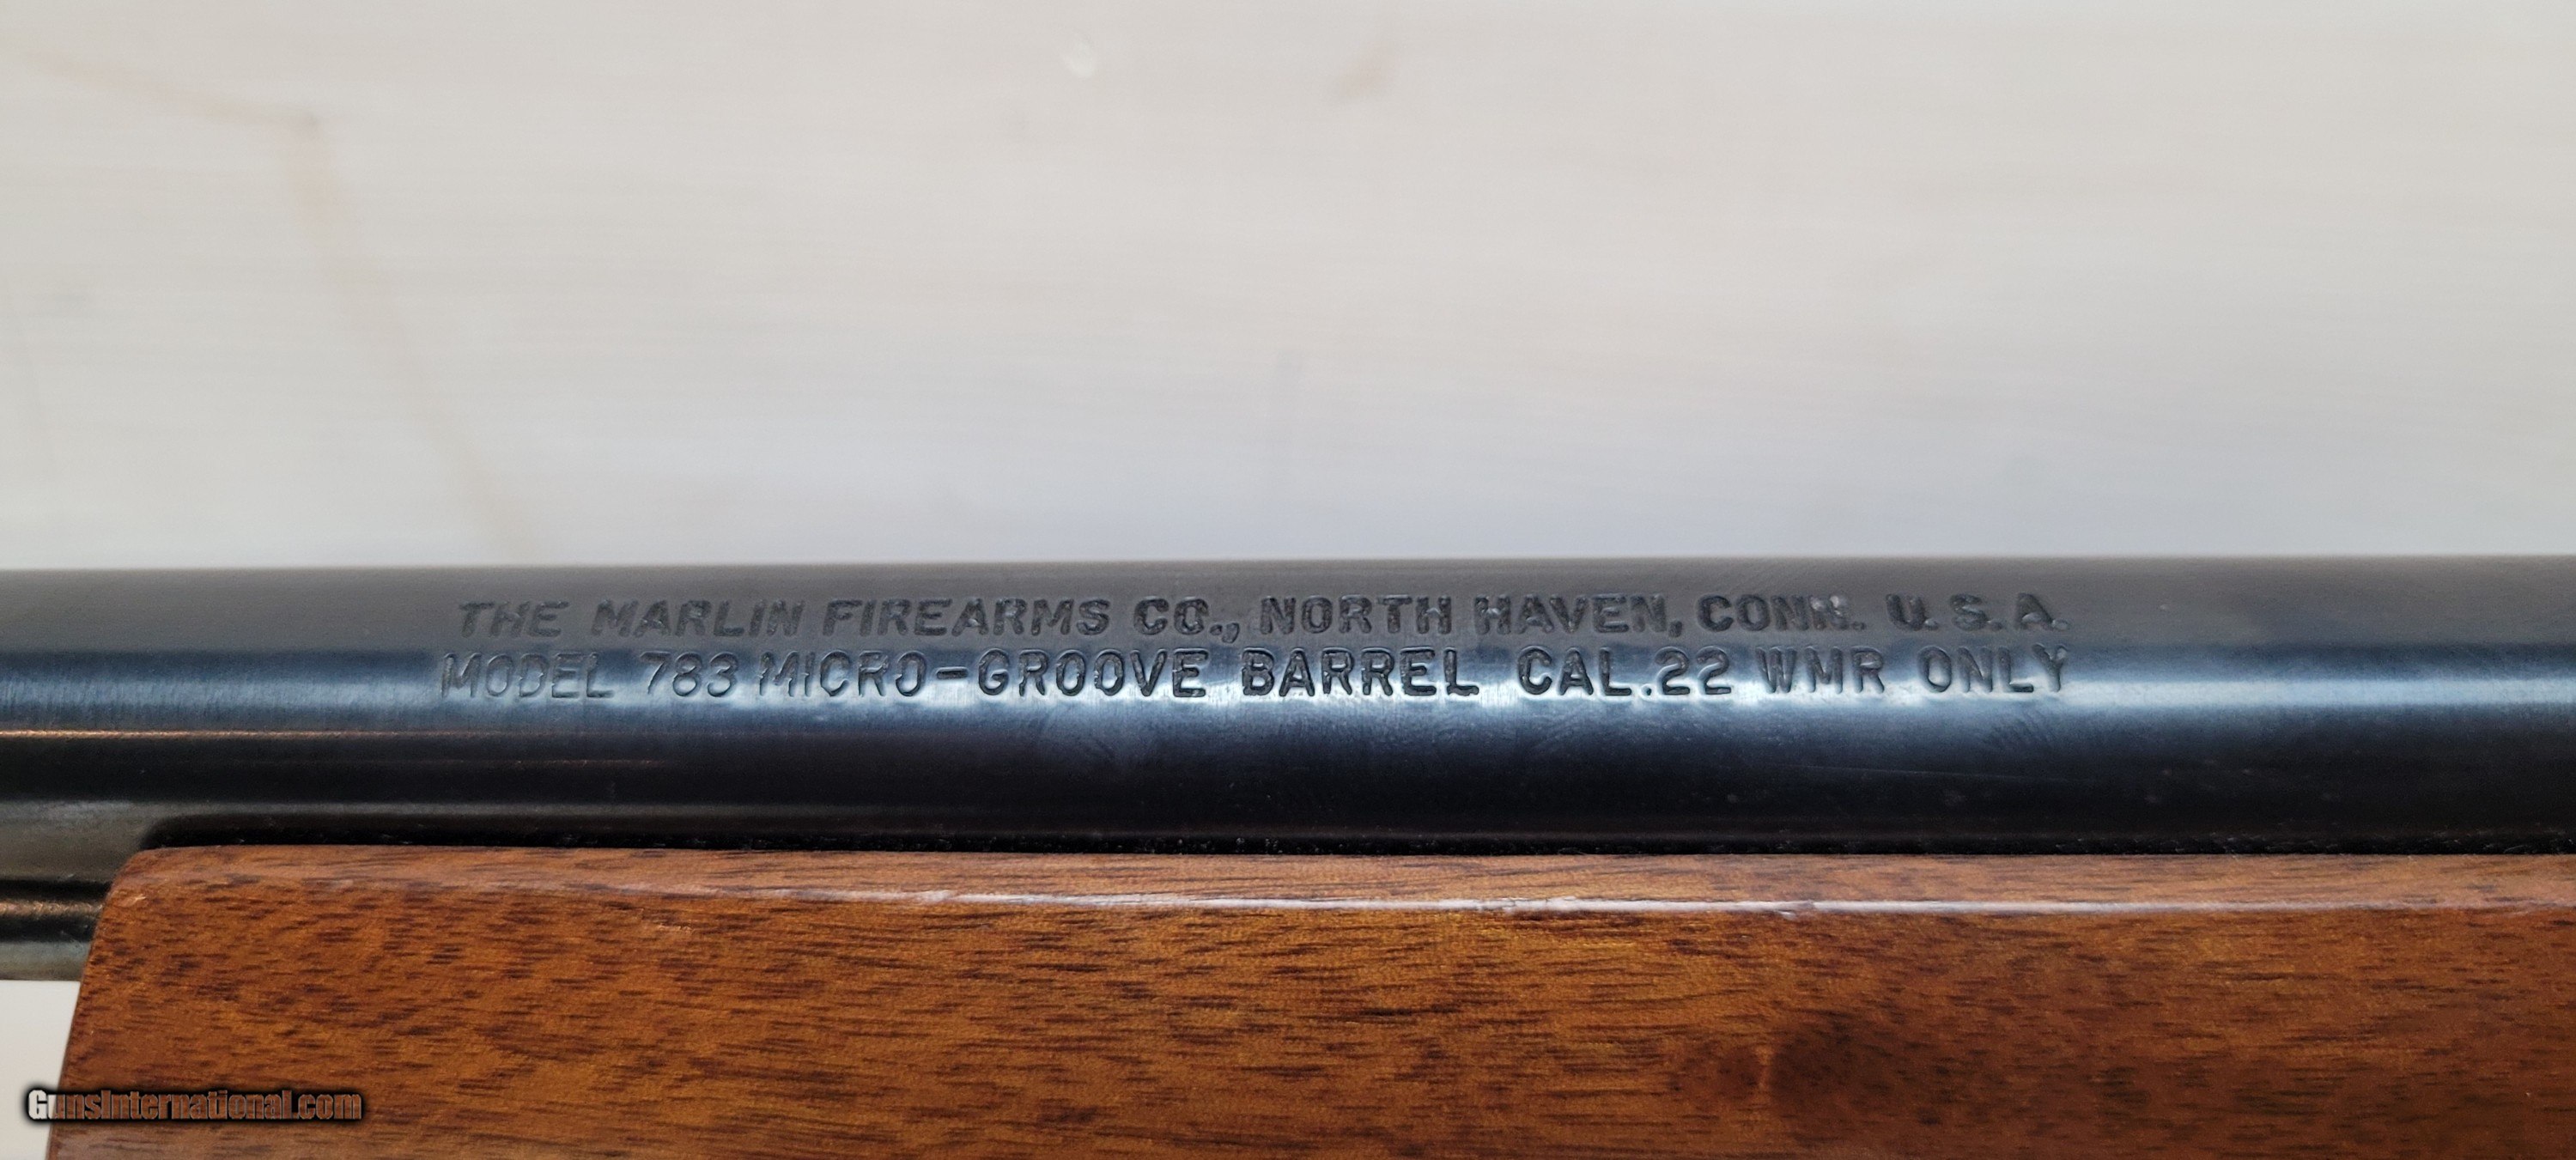 THE MARLIN FIREARMS CO., NORTH HAVEN, CONN. U.S.A.
MODEL 783 MICRO-GROOVE BARREL CAL.22 WMR ONLY
GunsInternational.com